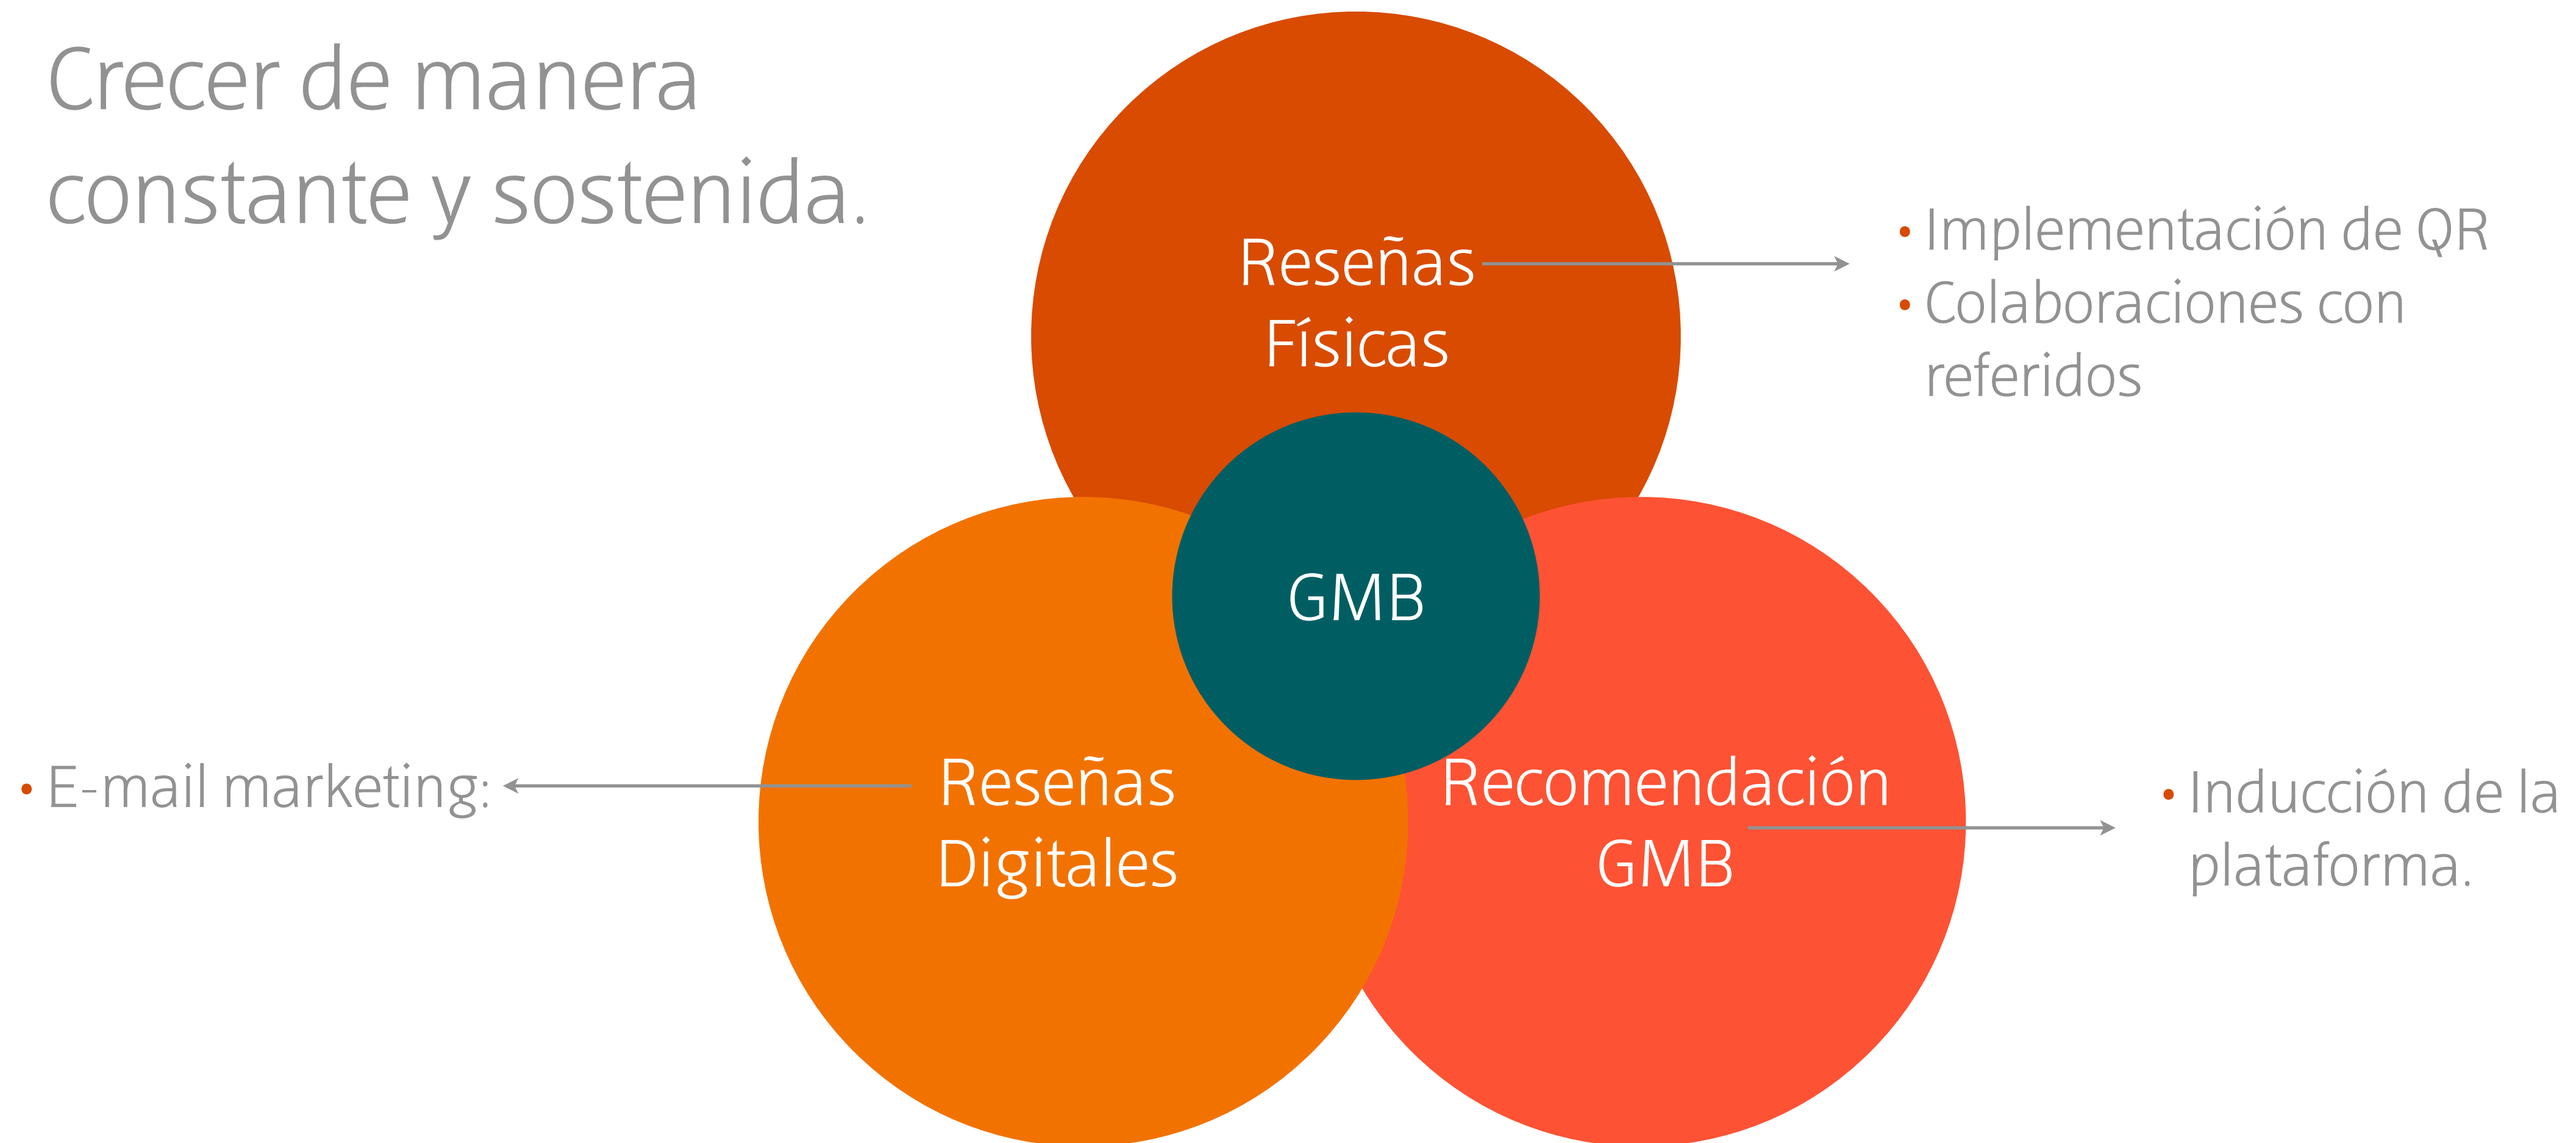 Crecer de manera
constante y sostenida.
Reseñas
Físicas
• Implementación de QR
• Colaboraciones con
referidos
GMB
• E-mail marketing:
Reseñas
Digitales
Recomendación
GMB
• Inducción de la
plataforma.